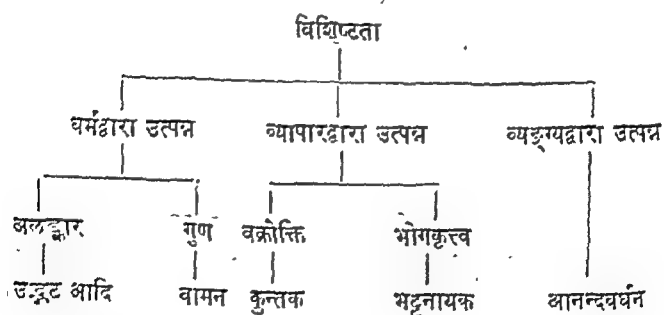 विशिष्टता
धर्मद्वारा उत्पन्न व्यापारद्वारा उत्पन्न व्यङ्ग्यद्वारा उत्पन्न
अलङ्कार गुण वक्रोक्ति भोगकृत्त्व
उद्भट आदि वामन कुन्तक भट्टनायक आनन्दवर्धन